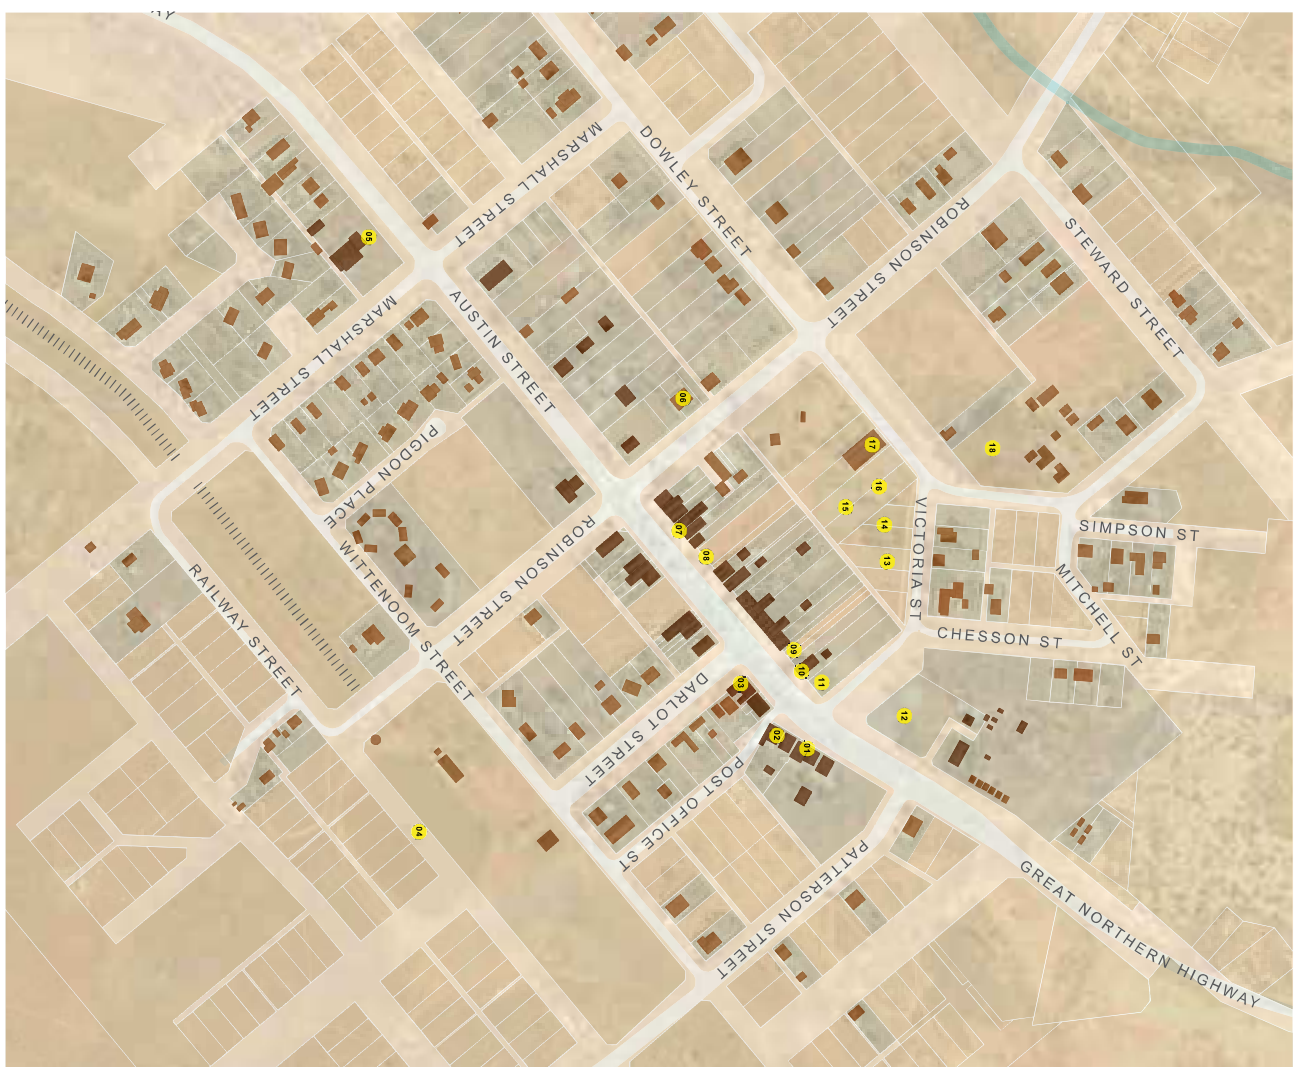 AY
MARSHALL STREET
DOWLEY STREET
ROBINSON STREET
STEWARD STREET
05
MARSHALL STREET
AUSTIN STREET
06
PIGDON PLACE
17
18
16
15
14
13
07
08
VICTORIA ST
SIMPSON ST
ROBINSON STREET
WITTENOOM STREET
RAILWAY STREET
MITCHELL ST
CHESSON ST
09
10
11
03
12
02
01
DARLOT STREET
POST OFFICE ST
04
PATTERSON STREET
GREAT NORTHERN HIGHWAY